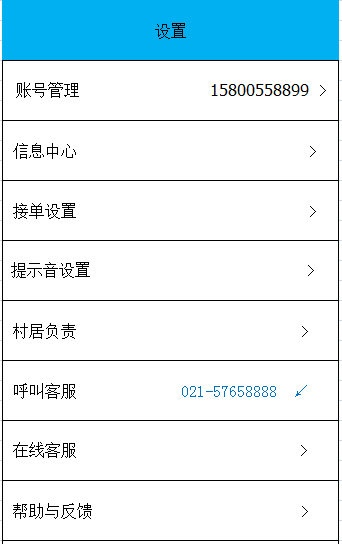 设置
账号管理 15800558899
信息中心
接单设置
提示音设置
村居负责
呼叫客服 021-57658888
在线客服
帮助与反馈